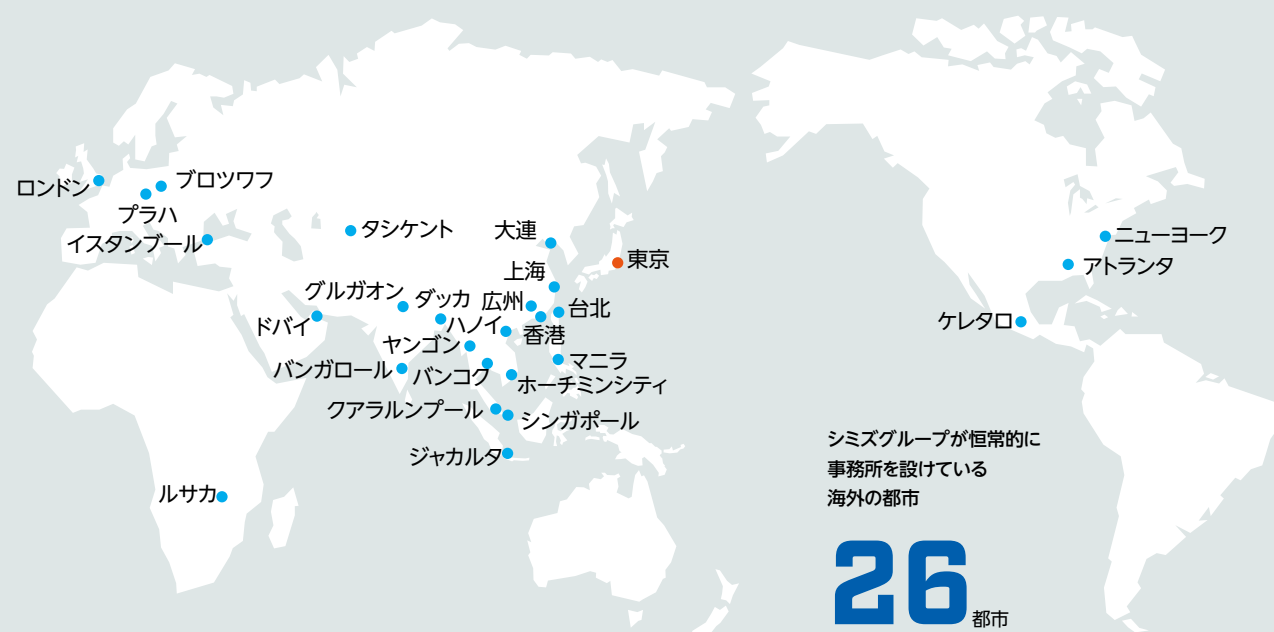 ロンドン
ブロツワフ
プラハ
イスタンブール
タシケント
大連
東京
上海
グルガオン
ダッカ
広州
台北
ドバイ
ハノイ
香港
ヤンゴン
マニラ
バンガロール
バンコク
ホーチミンシティ
クアラルンプール
シンガポール
ジャカルタ
ルサカ
ニューヨーク
アトランタ
ケレタロ
シミズグループが恒常的に
事務所を設けている
海外の都市
26都市